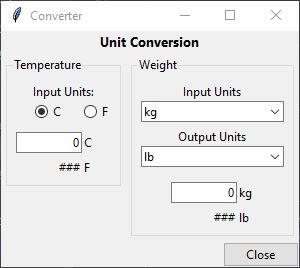 Converter
Unit Conversion
Temperature
Input Units:
C F
0 C
### F
Weight
Input Units
kg
Output Units
lb
0 kg
### lb
Close